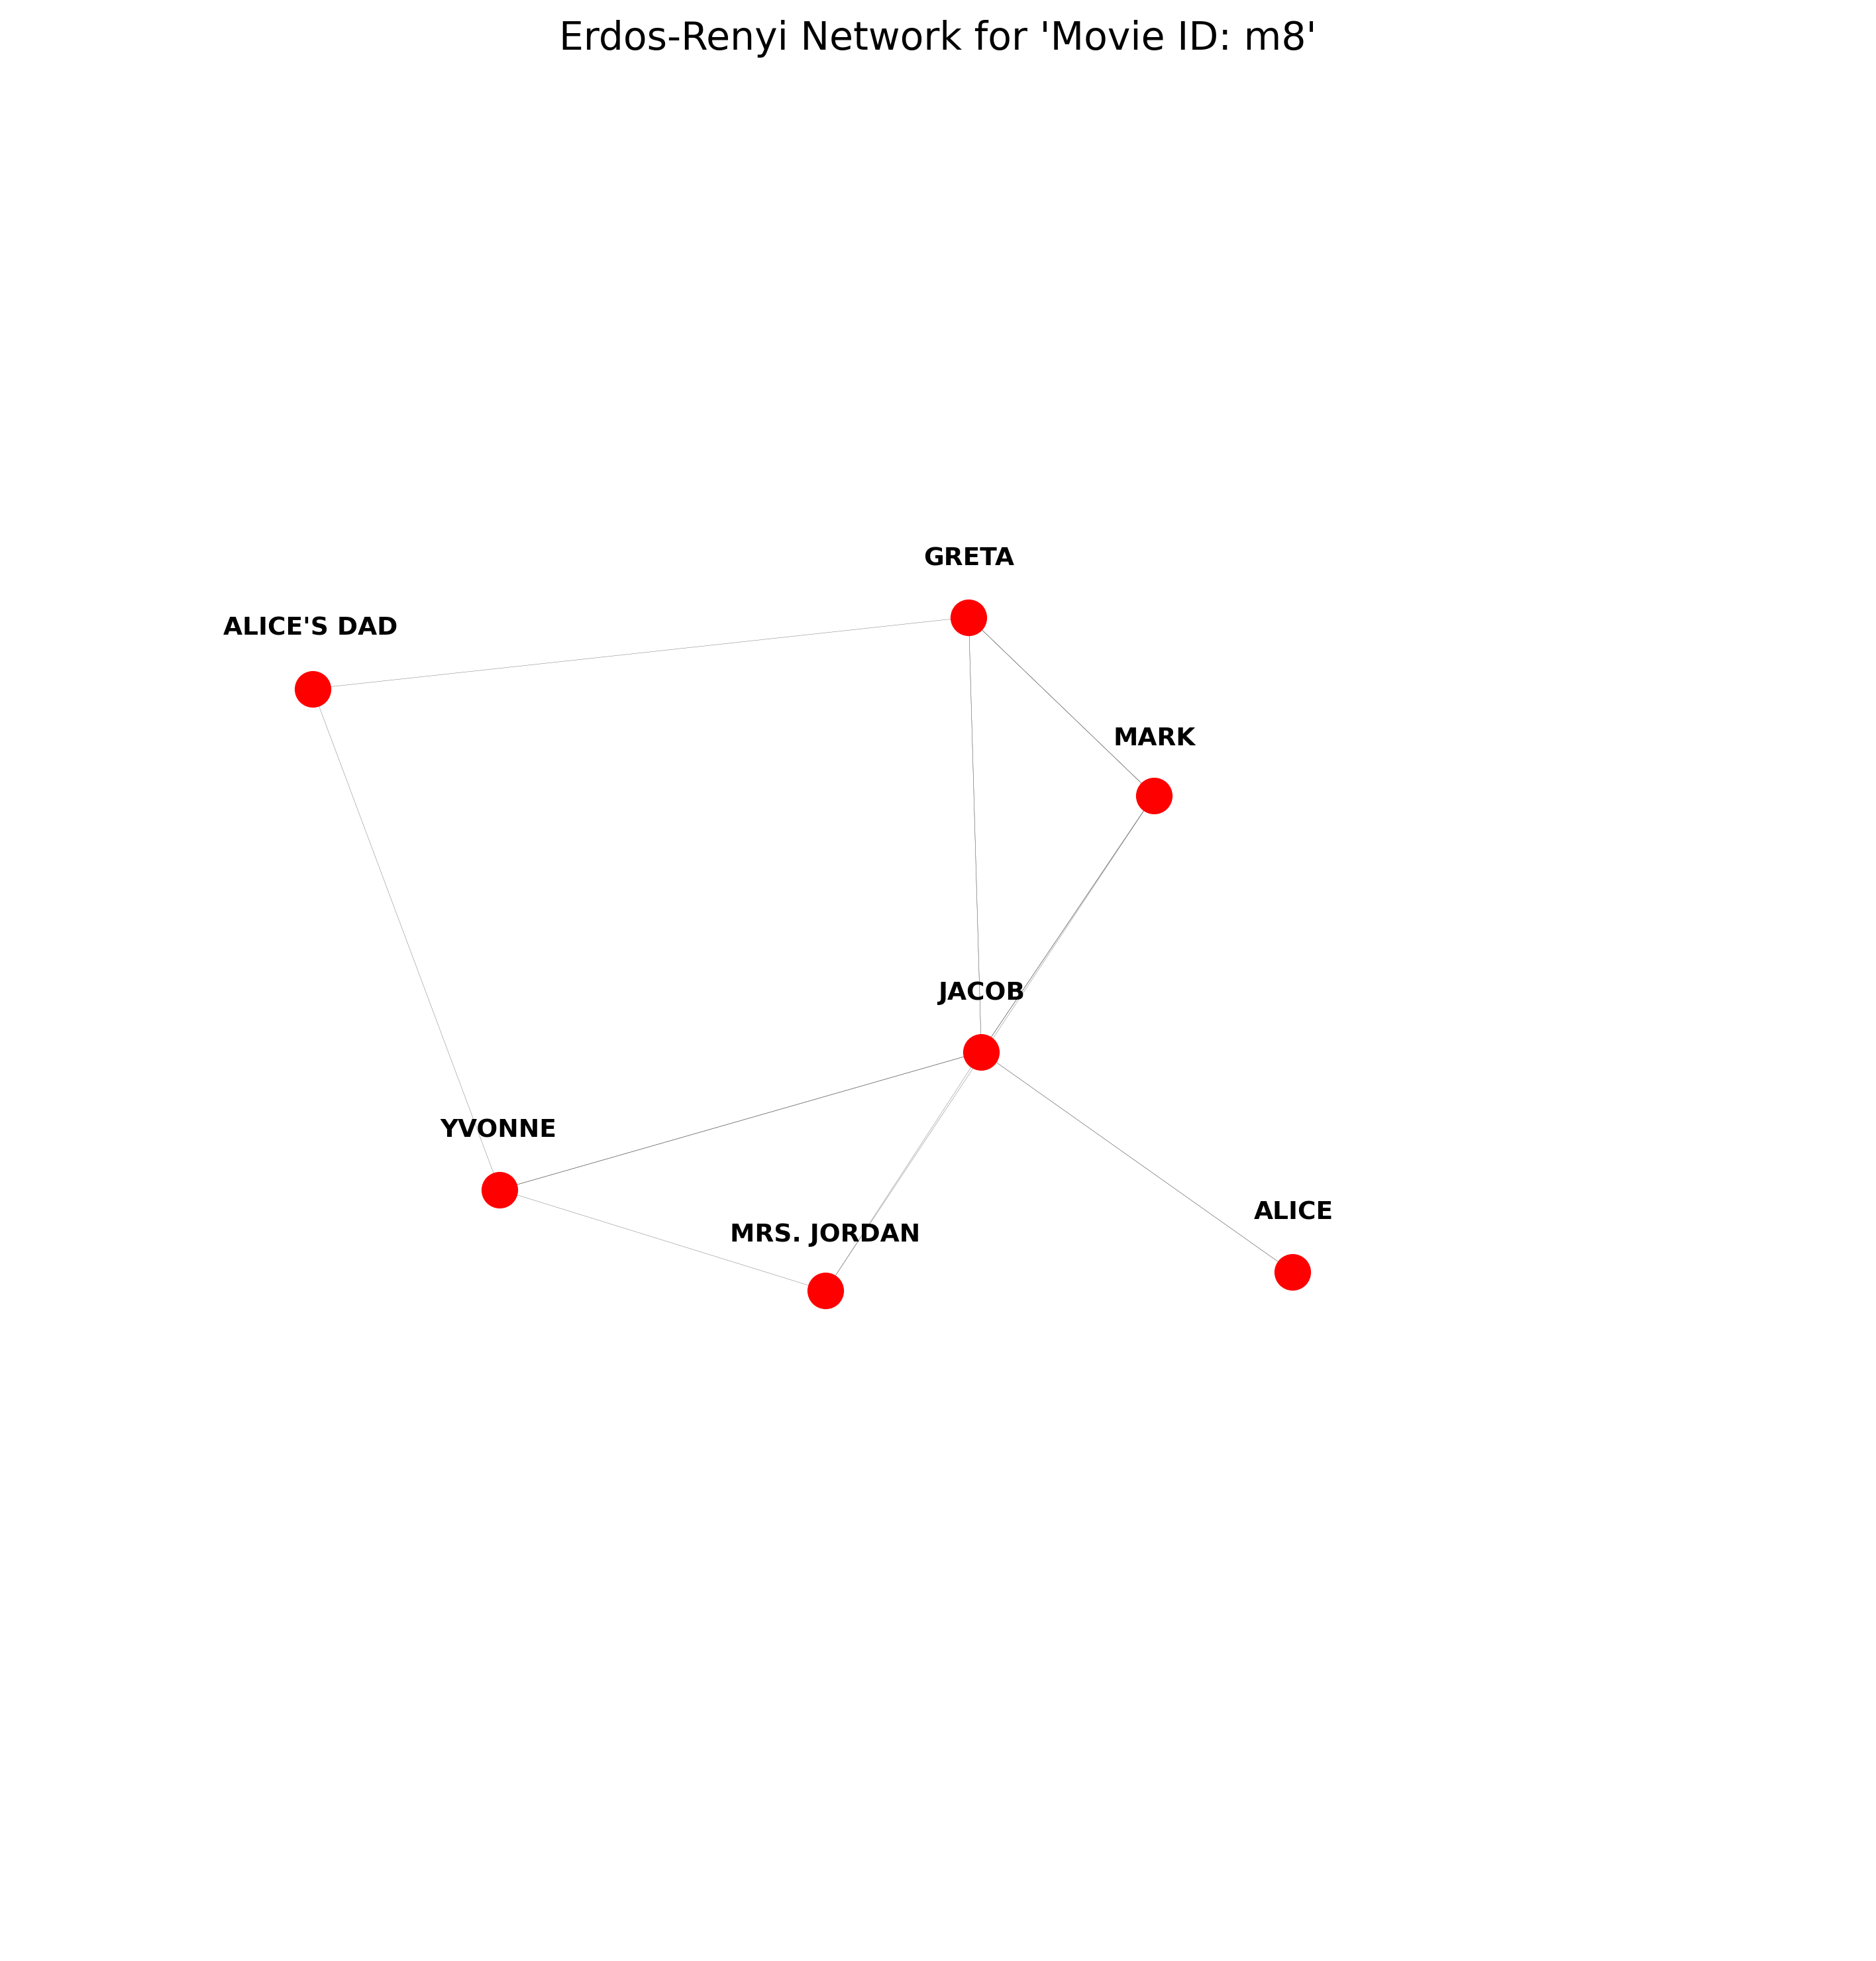 Erdos-Renyi Network for 'Movie ID: m8'
GRETA
ALICE'S DAD
MARK
JACOB
YVONNE
ALICE
MRS. JORDAN